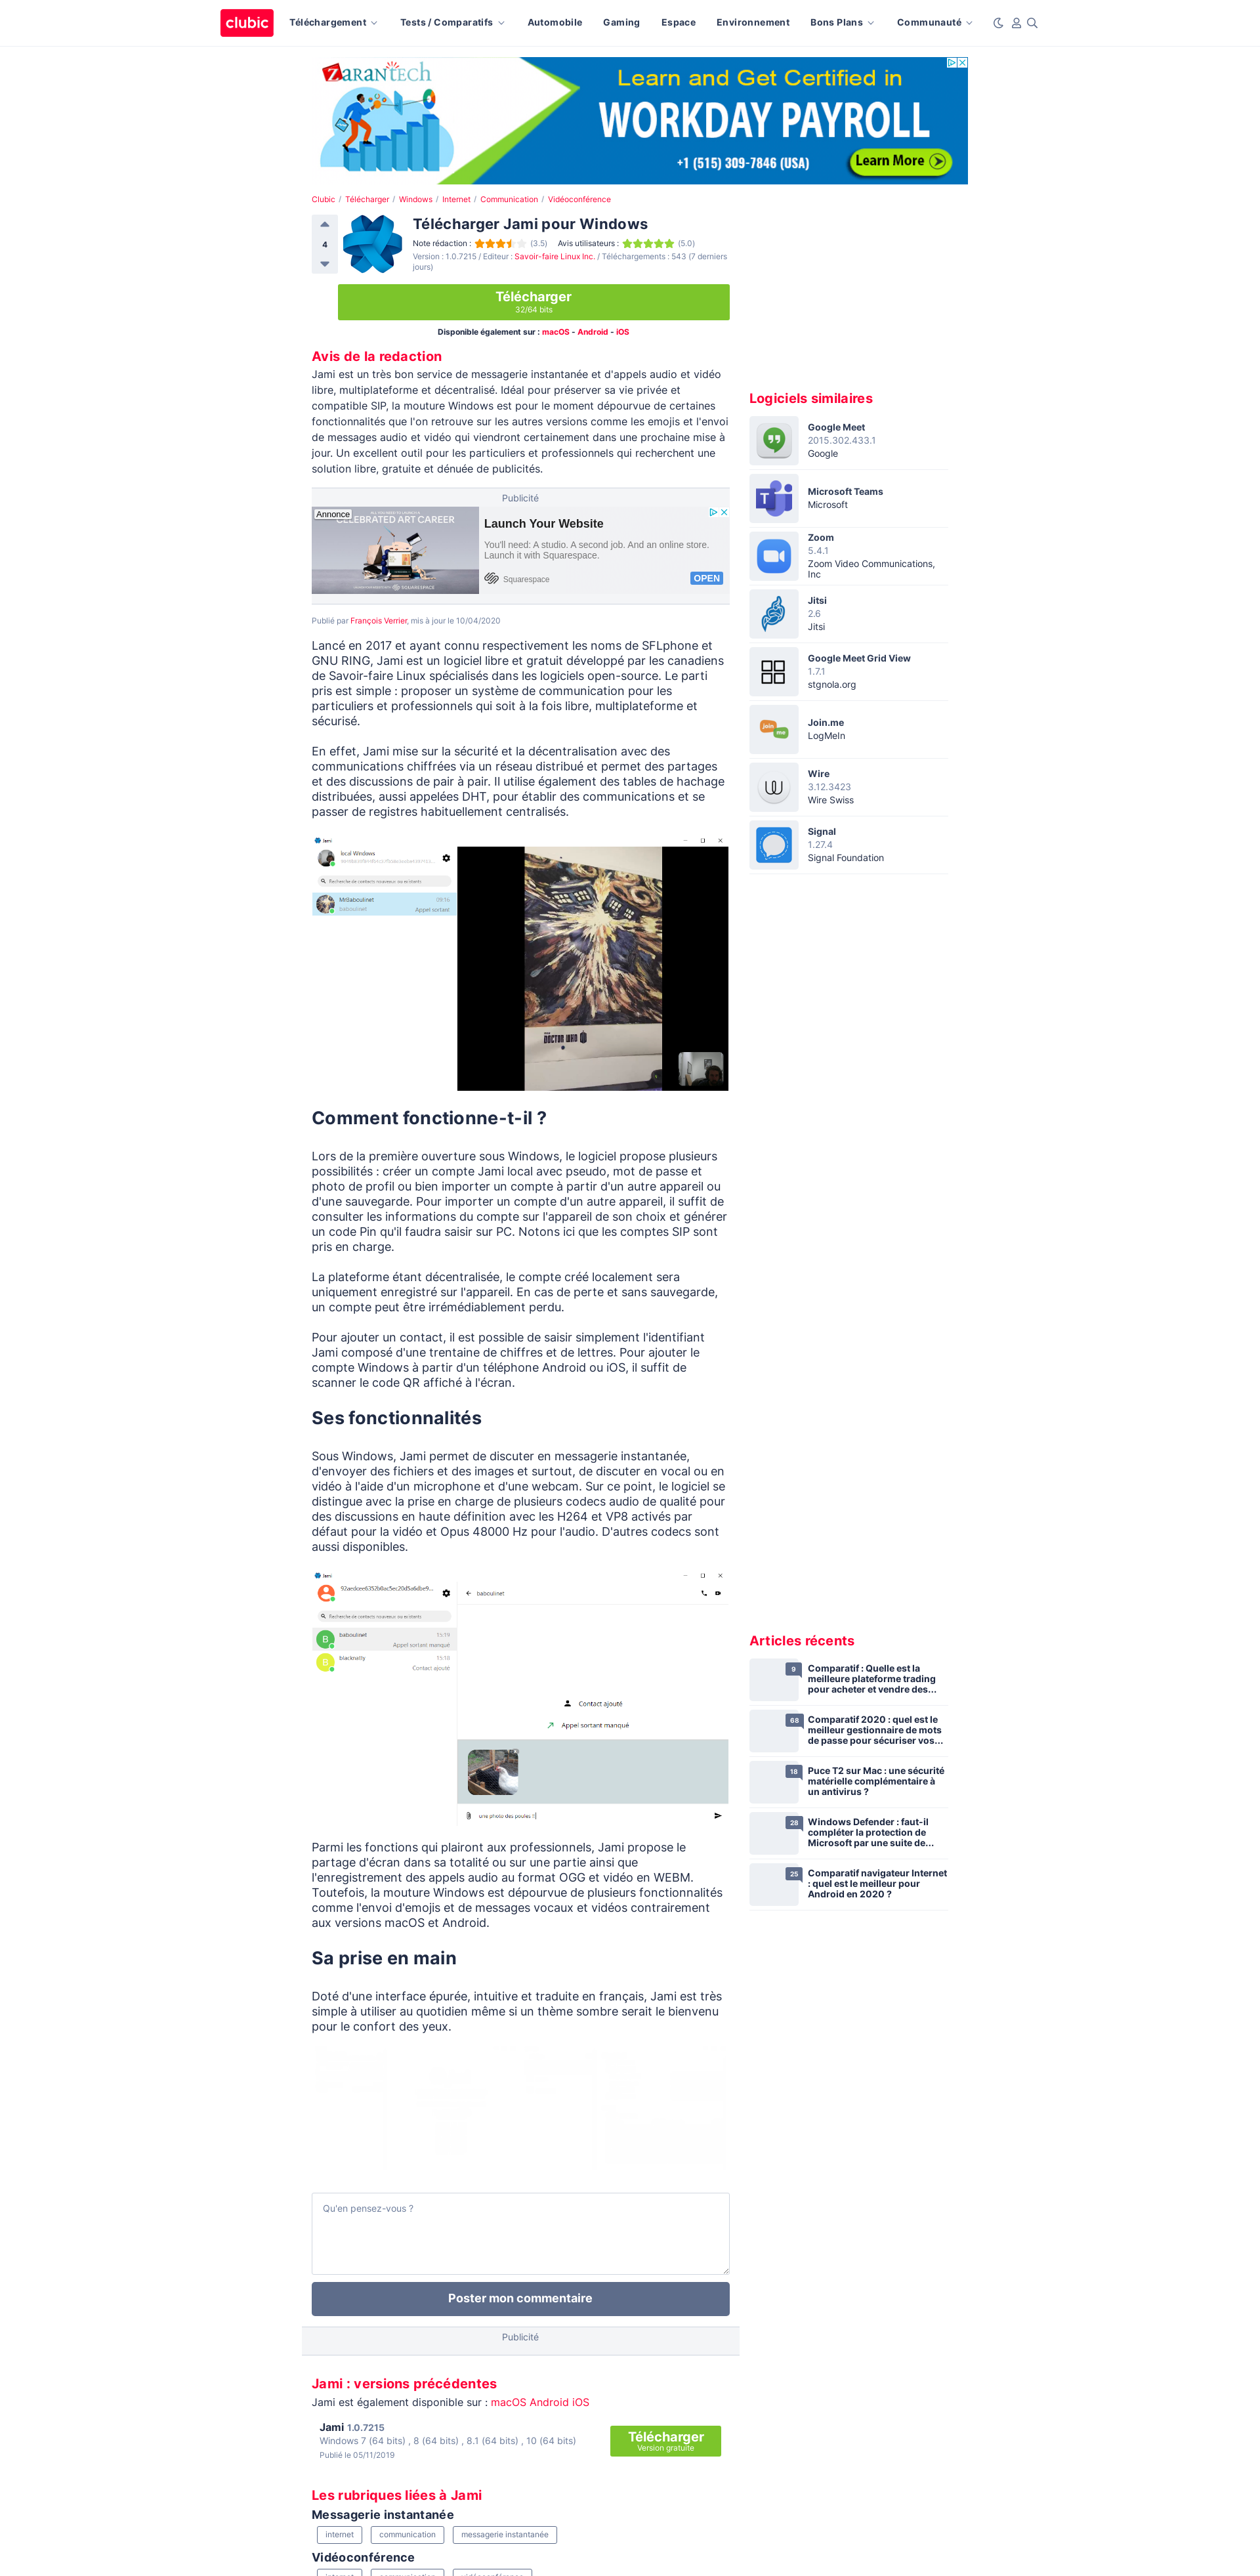 clubic
Téléchargement
Tests / Comparatifs
Automobile
Gaming
Espace
Environnement
Bons Plans
Communauté
ZaranTech
Learn and Get Certified in
WORKDAY PAYROLL
+1 (515) 309-7846 (USA)
Learn More
Clubic / Télécharger / Windows / Internet / Communication / Vidéoconférence
4
Télécharger Jami pour Windows
Note rédaction : (3.5) Avis utilisateurs : (5.0)
Version : 1.0.7215 / Editeur : Savoir-faire Linux Inc. / Téléchargements : 543 (7 derniers
jours)
Télécharger
32/64 bits
Disponible également sur : macOS - Android - iOS
Avis de la redaction
Jami est un très bon service de messagerie instantanée et d'appels audio et vidéo
libre, multiplateforme et décentralisé. Idéal pour préserver sa vie privée et
compatible SIP, la mouture Windows est pour le moment dépourvue de certaines
fonctionnalités que l'on retrouve sur les autres versions comme les emojis et l'envoi
de messages audio et vidéo qui viendront certainement dans une prochaine mise à
jour. Un excellent outil pour les particuliers et professionnels qui recherchent une
solution libre, gratuite et dénuée de publicités.
Publicité
Annonce
CELEBRATED ART CAREER
SQUARESPACE
Launch Your Website
You'll need: A studio. A second job. And an online store.
Launch it with Squarespace.
Squarespace
OPEN
Publié par François Verrier, mis à jour le 10/04/2020
Lancé en 2017 et ayant connu respectivement les noms de SFLphone et
GNU RING, Jami est un logiciel libre et gratuit développé par les canadiens
de Savoir-faire Linux spécialisés dans les logiciels open-source. Le parti
pris est simple : proposer un système de communication pour les
particuliers et professionnels qui soit à la fois libre, multiplateforme et
sécurisé.
En effet, Jami mise sur la sécurité et la décentralisation avec des
communications chiffrées via un réseau distribué et permet des partages
et des discussions de pair à pair. Il utilise également des tables de hachage
distribuées, aussi appelées DHT, pour établir des communications et se
passer de registres habituellement centralisés.
Jami
local Windows
Recherche de contacts nouveaux ou existants
MrBaboulinet
baboulinet
Appel sortant
DOCTOR WHO
Comment fonctionne-t-il ?
Lors de la première ouverture sous Windows, le logiciel propose plusieurs
possibilités : créer un compte Jami local avec pseudo, mot de passe et
photo de profil ou bien importer un compte à partir d'un autre appareil ou
d'une sauvegarde. Pour importer un compte d'un autre appareil, il suffit de
consulter les informations du compte sur l'appareil de son choix et générer
un code Pin qu'il faudra saisir sur PC. Notons ici que les comptes SIP sont
pris en charge.
La plateforme étant décentralisée, le compte créé localement sera
uniquement enregistré sur l'appareil. En cas de perte et sans sauvegarde,
un compte peut être irrémédiablement perdu.
Pour ajouter un contact, il est possible de saisir simplement l'identifiant
Jami composé d'une trentaine de chiffres et de lettres. Pour ajouter le
compte Windows à partir d'un téléphone Android ou iOS, il suffit de
scanner le code QR affiché à l'écran.
Ses fonctionnalités
Sous Windows, Jami permet de discuter en messagerie instantanée,
d'envoyer des fichiers et des images et surtout, de discuter en vocal ou en
vidéo à l'aide d'un microphone et d'une webcam. Sur ce point, le logiciel se
distingue avec la prise en charge de plusieurs codecs audio de qualité pour
des discussions en haute définition avec les H264 et VP8 activés par
défaut pour la vidéo et Opus 48000 Hz pour l'audio. D'autres codecs sont
aussi disponibles.
Jami
Recherche de contacts nouveaux ou existants
B baboulinet 15:19
Appel sortant manqué
B blacknally 15:18
Contact ajouté
baboulinet
Contact ajouté
Appel sortant manqué
une photo des poules !!
Parmi les fonctions qui plairont aux professionnels, Jami propose le
partage d'écran dans sa totalité ou sur une partie ainsi que
l'enregistrement des appels audio au format OGG et vidéo en WEBM.
Toutefois, la mouture Windows est dépourvue de plusieurs fonctionnalités
comme l'envoi d'emojis et de messages vocaux et vidéos contrairement
aux versions macOS et Android.
Sa prise en main
Doté d'une interface épurée, intuitive et traduite en français, Jami est très
simple à utiliser au quotidien même si un thème sombre serait le bienvenu
pour le confort des yeux.
Qu'en pensez-vous ?
Poster mon commentaire
Publicité
Jami : versions précédentes
Jami est également disponible sur : macOS Android iOS
Jami 1.0.7215
Windows 7 (64 bits) , 8 (64 bits) , 8.1 (64 bits) , 10 (64 bits)
Publié le 05/11/2019
Télécharger
Version gratuite
Les rubriques liées à Jami
Messagerie instantanée
internet
communication
messagerie instantanée
Vidéoconférence
Logiciels similaires
Google Meet
2015.302.433.1
Google
Microsoft Teams
Microsoft
Zoom
5.4.1
Zoom Video Communications,
Inc
Jitsi
2.6
Jitsi
Google Meet Grid View
1.7.1
stgnola.org
join me
Join.me
LogMeIn
Wire
3.12.3423
Wire Swiss
Signal
1.27.4
Signal Foundation
Articles récents
9
Comparatif : Quelle est la
meilleure plateforme trading
pour acheter et vendre des...
68
Comparatif 2020 : quel est le
meilleur gestionnaire de mots
de passe pour sécuriser vos...
18
Puce T2 sur Mac : une sécurité
matérielle complémentaire à
un antivirus ?
28
Windows Defender : faut-il
compléter la protection de
Microsoft par une suite de...
25
Comparatif navigateur Internet
: quel est le meilleur pour
Android en 2020 ?